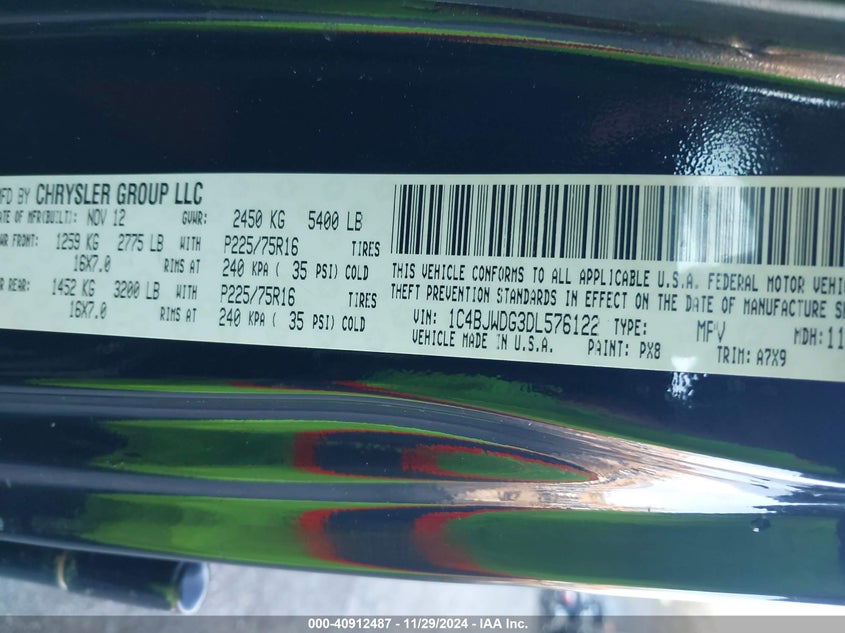 MFD BY CHRYSLER GROUP LLC
DATE OF MFR(BUILT): NOV 12 GVWR: 2450 KG 5400 LB
FRONT: 1259 KG 2775 LB WITH P225/75R16 TIRES
16X7.0 RIMS AT 240 KPA ( 35 PSI) COLD
REAR: 1452 KG 3200 LB WITH P225/75R16 TIRES
16X7.0 RIMS AT 240 KPA ( 35 PSI) COLD
THIS VEHICLE CONFORMS TO ALL APPLICABLE U.S.A. FEDERAL MOTOR
THEFT PREVENTION STANDARDS IN EFFECT ON THE DATE OF MANUFACTURE
VIN: 1C4BJWDG3DL576122 TYPE: MPV MDH: 11
VEHICLE MADE IN U.S.A. PAINT: PX8 TRIM: A7X9
000-40912487 - 11/29/2024 - IAA Inc.